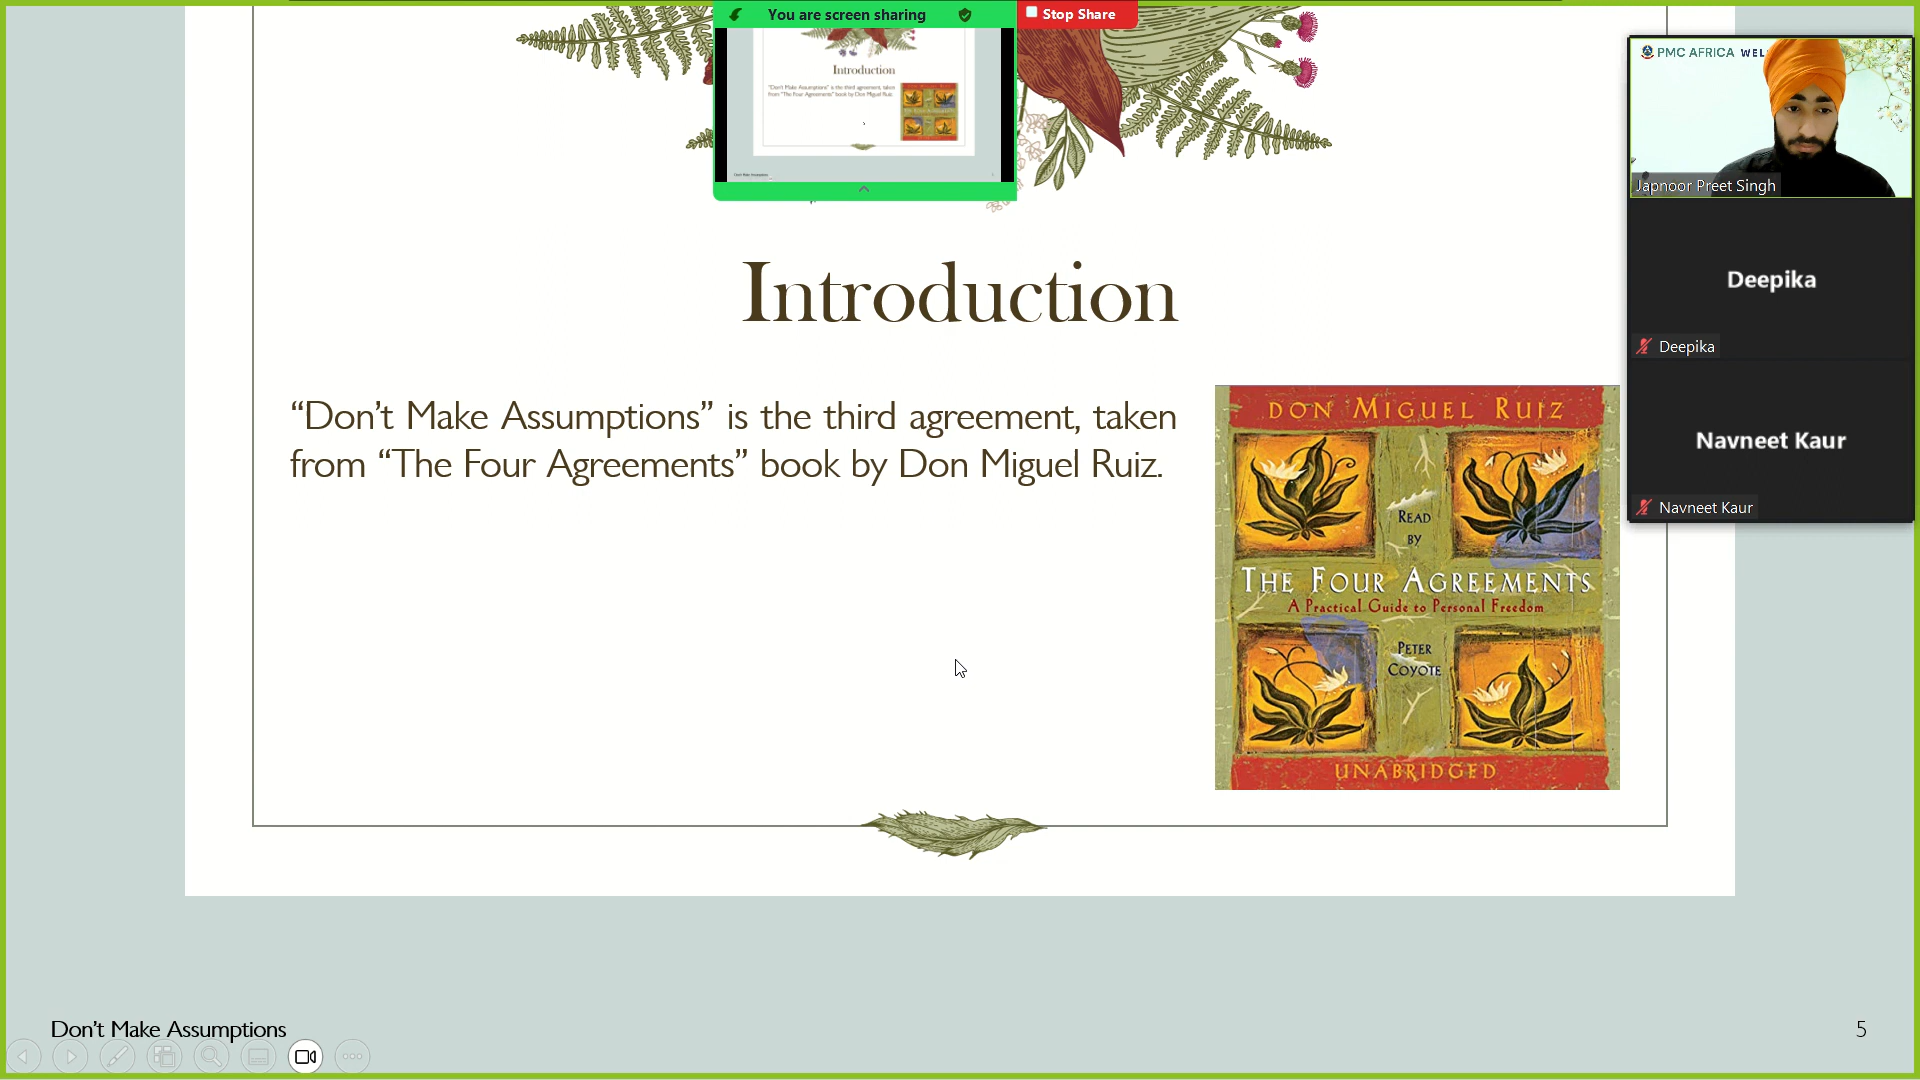 You are screen sharing
Stop Share
Introduction
"Don't Make Assumptions" is the third agreement, taken
from "The Four Agreements" book by Don Miguel Ruiz.
PMC AFRICA WEL
Japnoor Preet Singh
Deepika
Deepika
Navneet Kaur
Navneet Kaur
Introduction
“Don’t Make Assumptions” is the third agreement, taken
from “The Four Agreements” book by Don Miguel Ruiz.
DON MIGUEL RUIZ
READ
BY
THE FOUR AGREEMENTS
A Practical Guide to Personal Freedom
PETER
COYOTE
UNABRIDGED
Don’t Make Assumptions
5